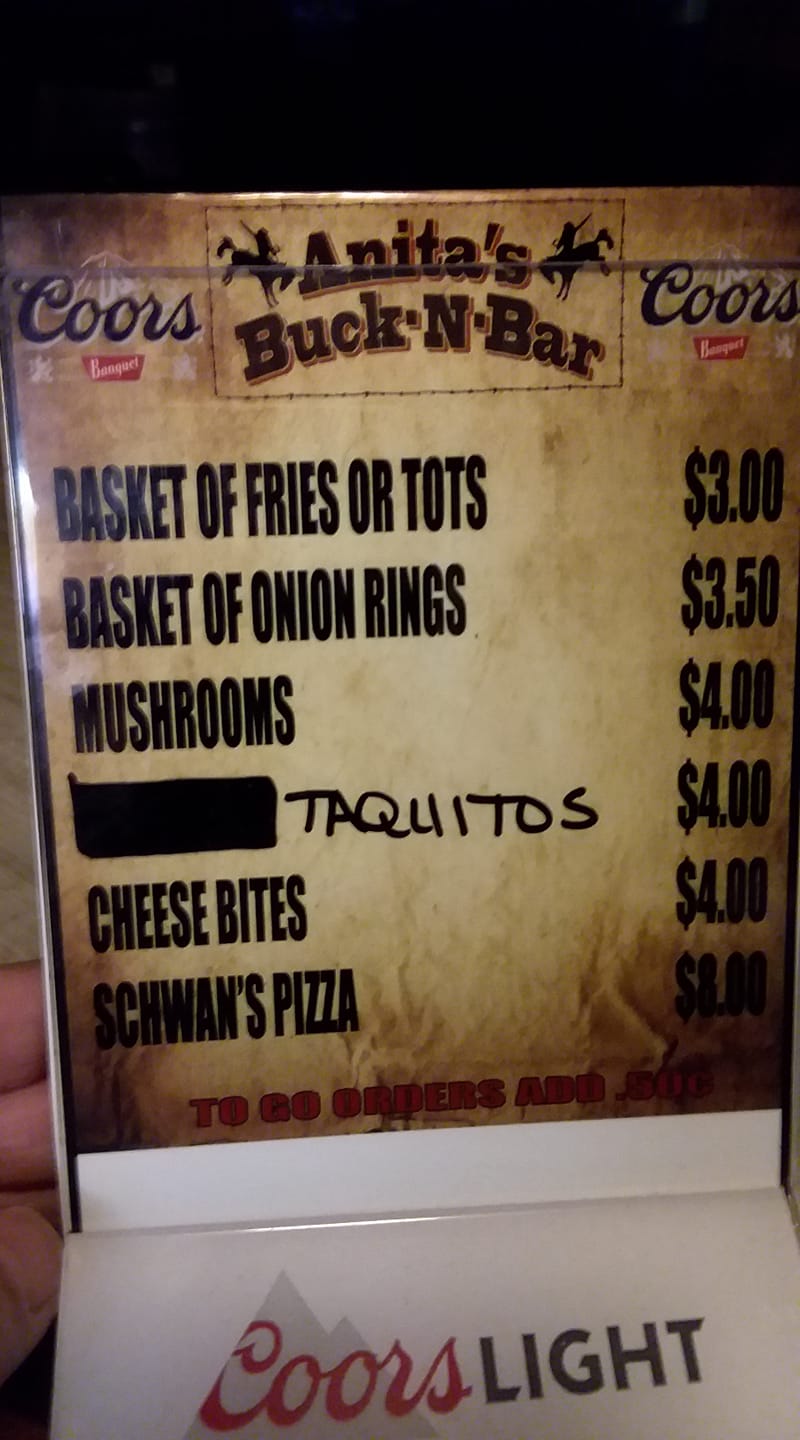 Anita's
Buck·N·Bar
Coors
Banquet
Coors
Banquet
BASKET OF FRIES OR TOTS $3.00
BASKET OF ONION RINGS $3.50
MUSHROOMS $4.00
TAQUITOS $4.00
CHEESE BITES $4.00
SCHWAN'S PIZZA $8.00
TO GO ORDERS ADD .50¢
Coors LIGHT